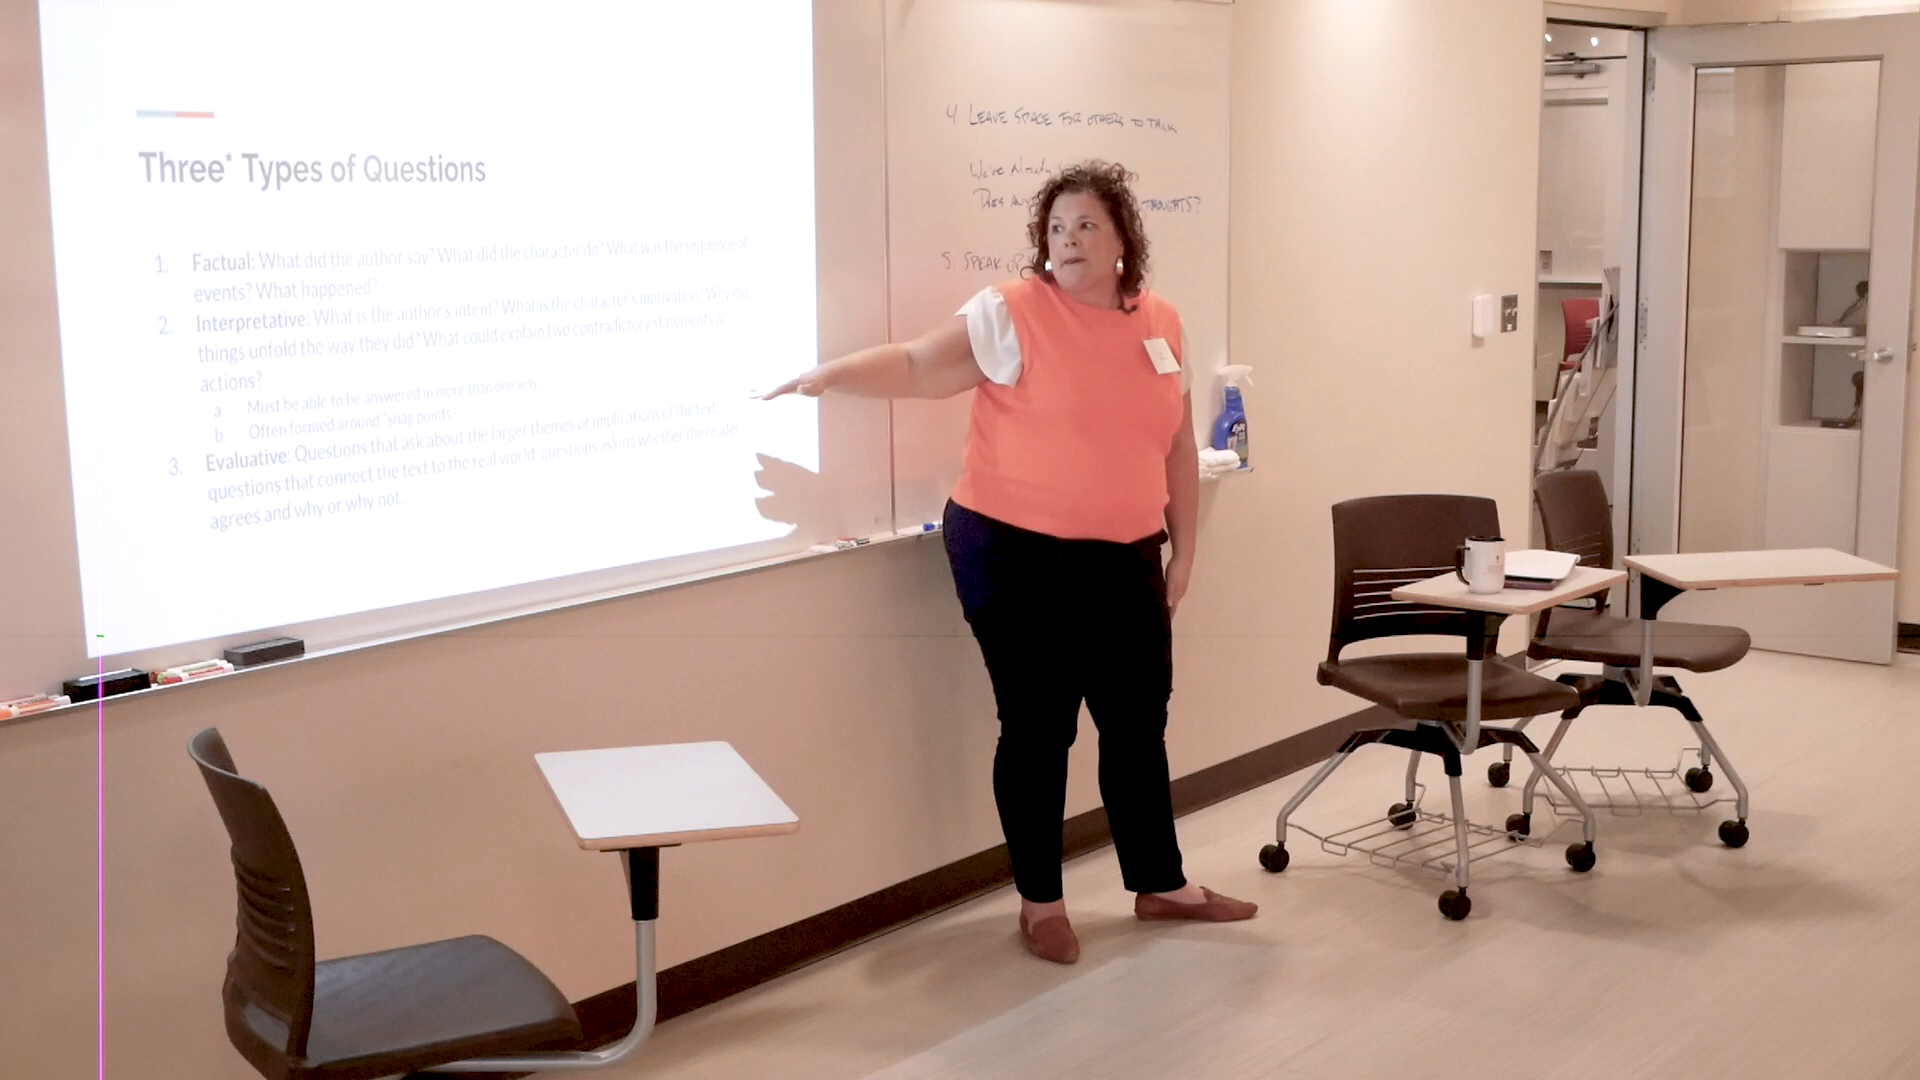 Three* Types of Questions
1. Factual: What did the author say? What did the character do? What was the sequence of
events? What happened?
2. Interpretative: What is the author's intent? What is the character's motivation? Why did
things unfold the way they did? What could explain two contradictory statements or
actions?
a. Must be able to be answered in more than one way.
b. Often formed around "snag points."
3. Evaluative: Questions that ask about the larger themes or implications of the text,
questions that connect the text to the real world, questions asking whether the reader
agrees and why or why not.
4 LEAVE SPACE FOR OTHERS TO TALK
We've
DOES THOUGHTS?
5. SPEAK UP
EXPO